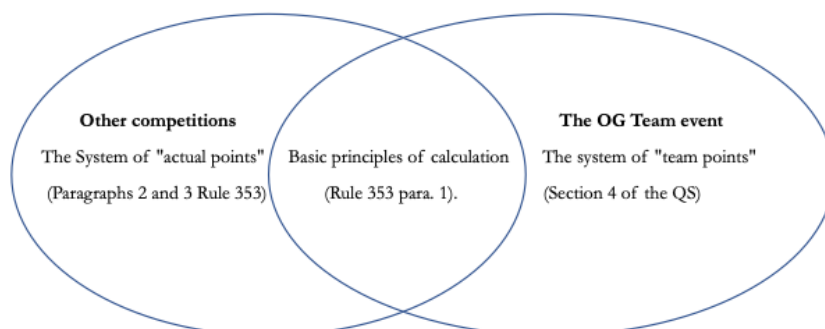 Other competitions
The System of "actual points"
(Paragraphs 2 and 3 Rule 353)
Basic principles of calculation
(Rule 353 para. 1).
The OG Team event
The system of "team points"
(Section 4 of the QS)